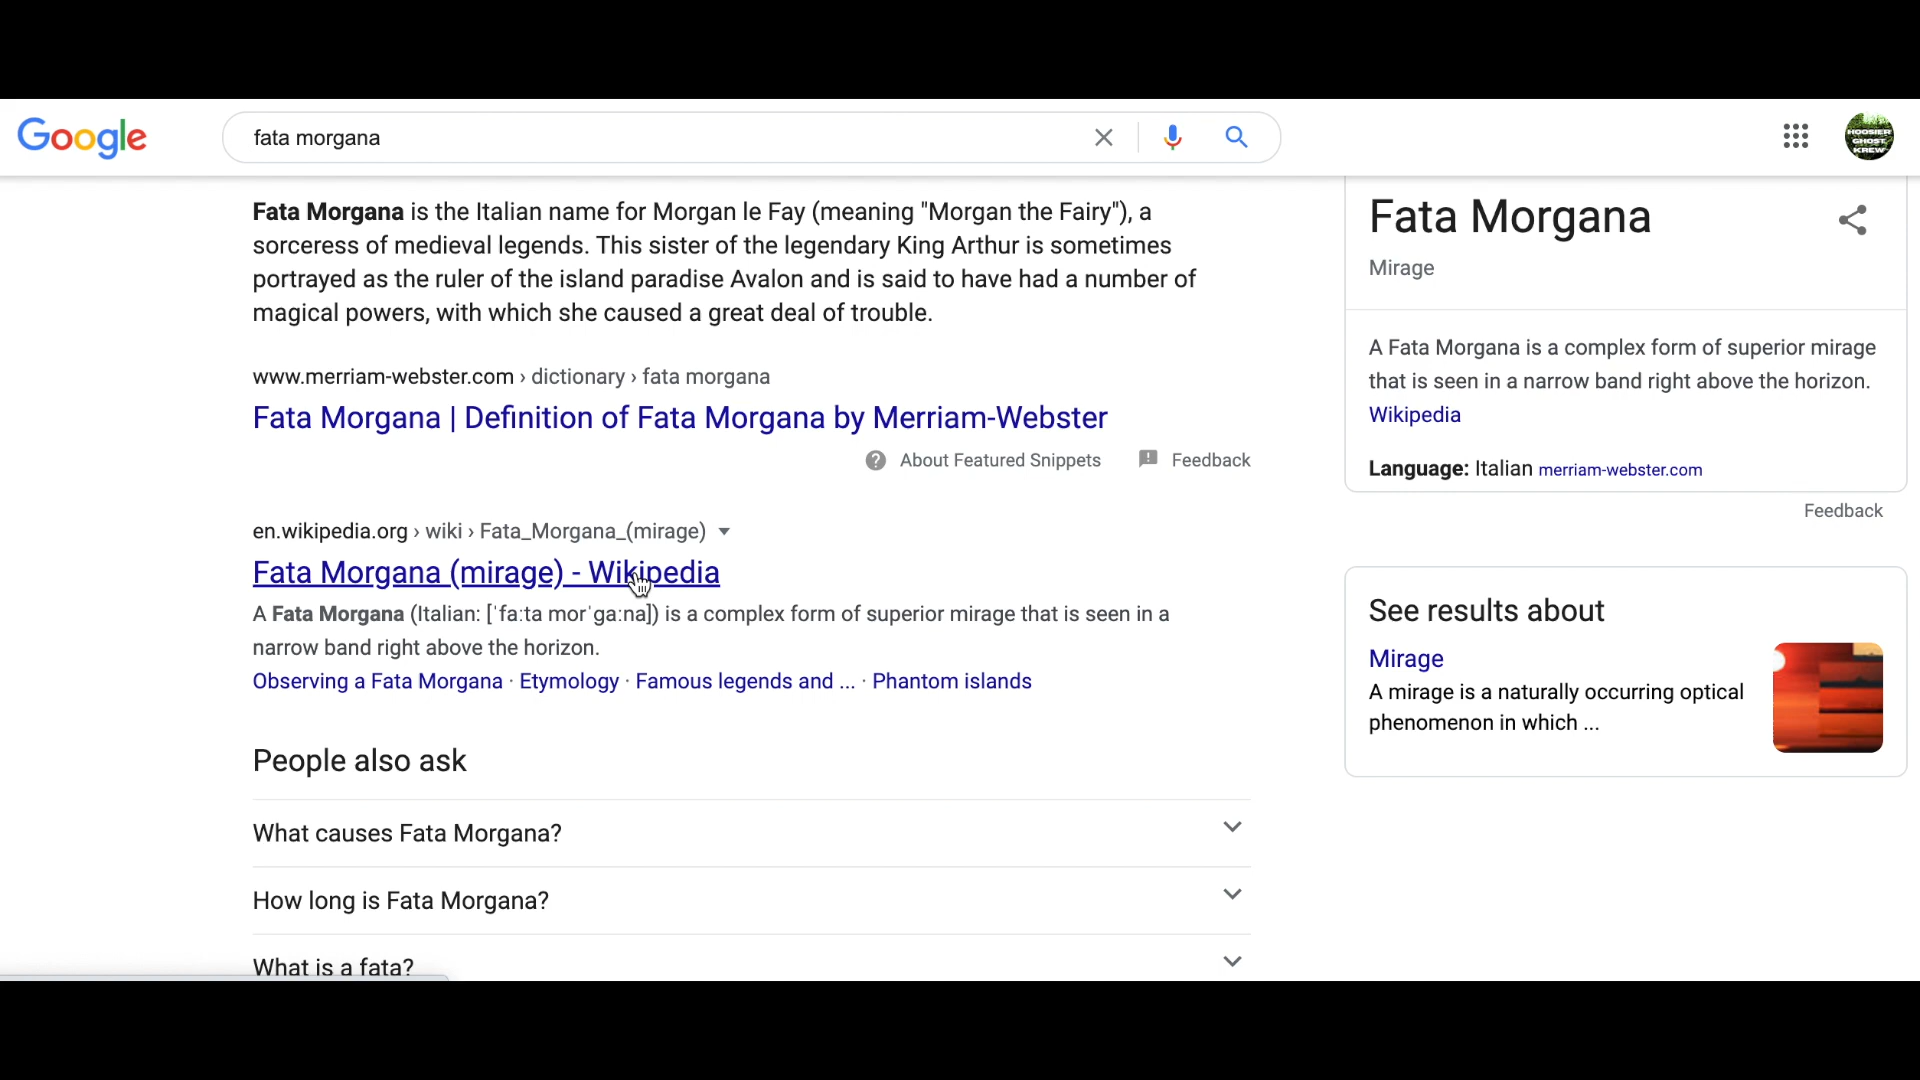 Google
fata morgana
HOOSIER
GHOST
KREW
Fata Morgana is the Italian name for Morgan le Fay (meaning "Morgan the Fairy"), a
sorceress of medieval legends. This sister of the legendary King Arthur is sometimes
portrayed as the ruler of the island paradise Avalon and is said to have had a number of
magical powers, with which she caused a great deal of trouble.
www.merriam-webster.com › dictionary › fata morgana
Fata Morgana | Definition of Fata Morgana by Merriam-Webster
About Featured Snippets
Feedback
en.wikipedia.org › wiki › Fata_Morgana_(mirage)
Fata Morgana (mirage) - Wikipedia
A Fata Morgana (Italian: [ˈfaːta morˈɡaːna]) is a complex form of superior mirage that is seen in a
narrow band right above the horizon.
Observing a Fata Morgana · Etymology · Famous legends and ... · Phantom islands
People also ask
What causes Fata Morgana?
How long is Fata Morgana?
What is a fata?
Fata Morgana
Mirage
A Fata Morgana is a complex form of superior mirage
that is seen in a narrow band right above the horizon.
Wikipedia
Language: Italian merriam-webster.com
Feedback
See results about
Mirage
A mirage is a naturally occurring optical
phenomenon in which ...